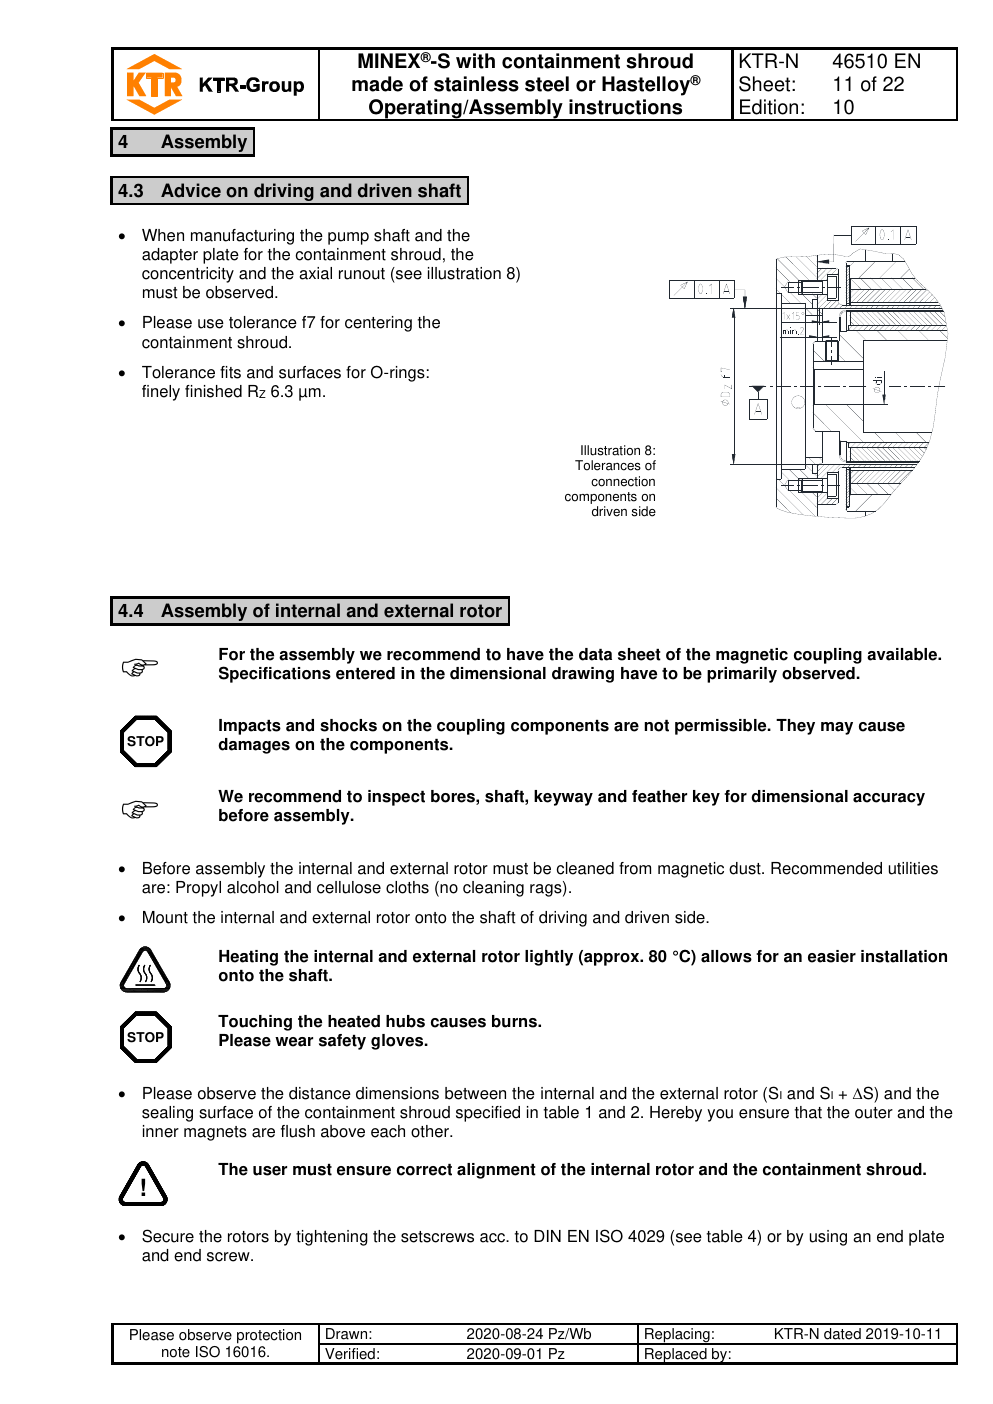 KTR KTR-Group
MINEX®-S with containment shroud
made of stainless steel or Hastelloy®
Operating/Assembly instructions
KTR-N 46510 EN
Sheet: 11 of 22
Edition: 10
4 Assembly
4.3 Advice on driving and driven shaft
• When manufacturing the pump shaft and the
adapter plate for the containment shroud, the
concentricity and the axial runout (see illustration 8)
must be observed.
• Please use tolerance f7 for centering the
containment shroud.
• Tolerance fits and surfaces for O-rings:
finely finished RZ 6.3 µm.
0.1 A
0.1 A
1x15°
min.2
ØD2 f7
Ødi
A
Illustration 8:
Tolerances of
connection
components on
driven side
4.4 Assembly of internal and external rotor
For the assembly we recommend to have the data sheet of the magnetic coupling available.
Specifications entered in the dimensional drawing have to be primarily observed.
STOP
Impacts and shocks on the coupling components are not permissible. They may cause
damages on the components.
We recommend to inspect bores, shaft, keyway and feather key for dimensional accuracy
before assembly.
• Before assembly the internal and external rotor must be cleaned from magnetic dust. Recommended utilities
are: Propyl alcohol and cellulose cloths (no cleaning rags).
• Mount the internal and external rotor onto the shaft of driving and driven side.
Heating the internal and external rotor lightly (approx. 80 °C) allows for an easier installation
onto the shaft.
STOP
Touching the heated hubs causes burns.
Please wear safety gloves.
• Please observe the distance dimensions between the internal and the external rotor (SI and SI + ∆S) and the
sealing surface of the containment shroud specified in table 1 and 2. Hereby you ensure that the outer and the
inner magnets are flush above each other.
!
The user must ensure correct alignment of the internal rotor and the containment shroud.
• Secure the rotors by tightening the setscrews acc. to DIN EN ISO 4029 (see table 4) or by using an end plate
and end screw.
Please observe protection
note ISO 16016.
Drawn: 2020-08-24 Pz/Wb
Verified: 2020-09-01 Pz
Replacing: KTR-N dated 2019-10-11
Replaced by: